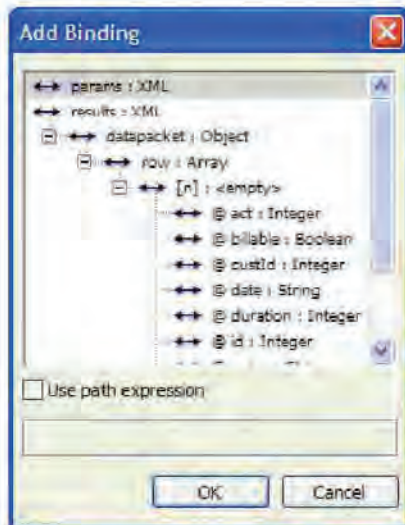 Add Binding
params : XML
results : XML
datapacket : Object
row : Array
[n] : <empty>
@ act : Integer
@ billable : Boolean
@ custId : Integer
@ date : String
@ duration : Integer
@ id : Integer
Use path expression
OK Cancel